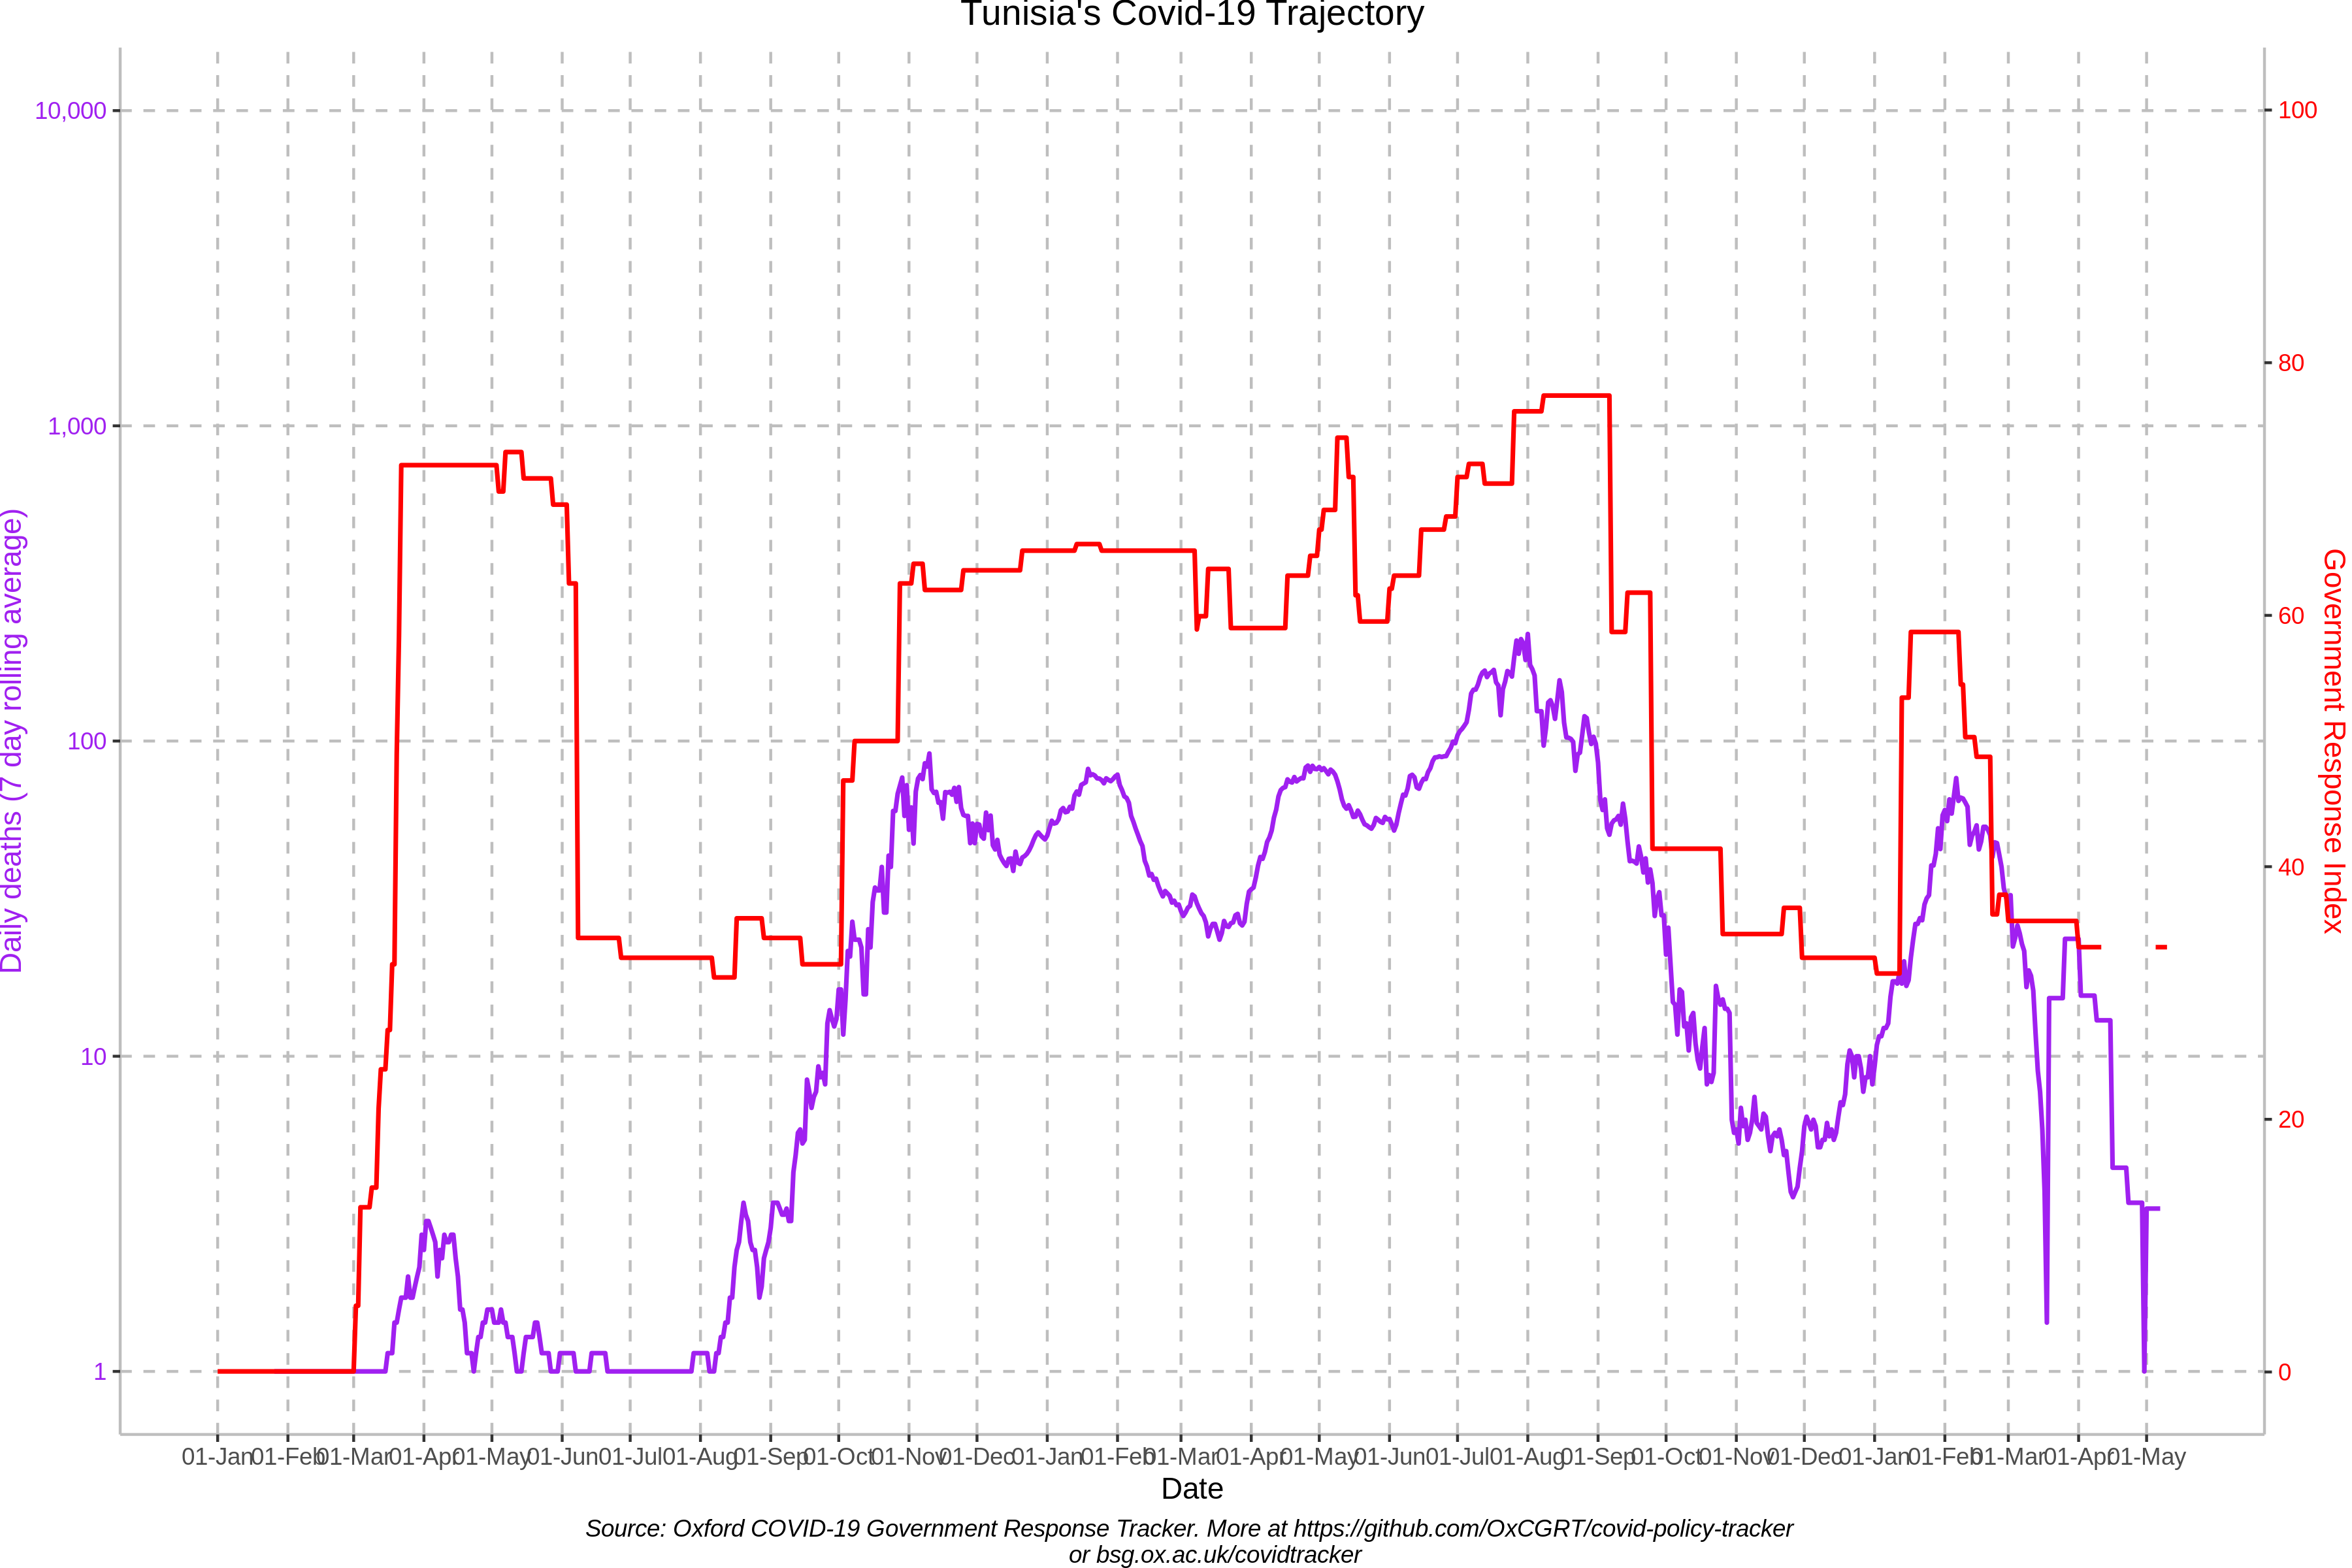 Tunisia's Covid-19 Trajectory
10,000
1,000
100
10
1
Daily deaths (7 day rolling average)
100
80
60
40
20
0
Government Response Index
01-Jan 01-Feb 01-Mar 01-Apr 01-May 01-Jun 01-Jul 01-Aug 01-Sep 01-Oct 01-Nov 01-Dec 01-Jan 01-Feb 01-Mar 01-Apr 01-May 01-Jun 01-Jul 01-Aug 01-Sep 01-Oct 01-Nov 01-Dec 01-Jan 01-Feb 01-Mar 01-Apr 01-May
Date
Source: Oxford COVID-19 Government Response Tracker. More at https://github.com/OxCGRT/covid-policy-tracker
or bsg.ox.ac.uk/covidtracker